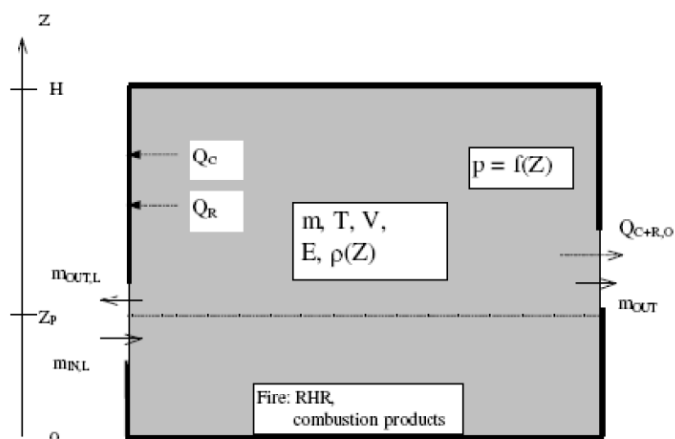 Z
H
Q_C
p = f(Z)
Q_R
m, T, V,
E, ρ(Z)
Q_C+R,O
m_OUT,L
m_OUT
Z_P
m_IN,L
Fire: RHR,
combustion products
0